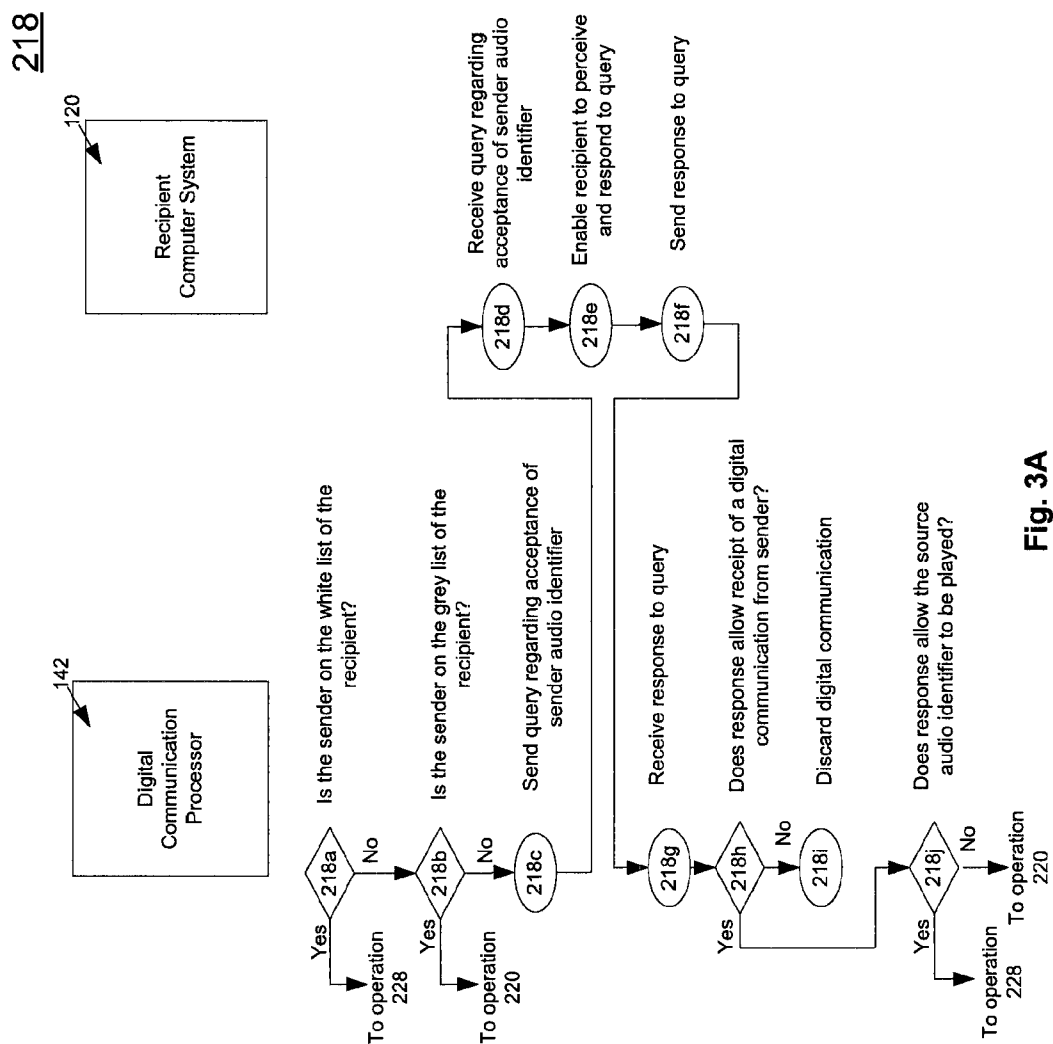 218
142
Digital
Communication
Processor
120
Recipient
Computer System
218a
Is the sender on the white list of the
recipient?
Yes
No
To operation
228
218b
Is the sender on the grey list of the
recipient?
Yes
No
To operation
220
218c
Send query regarding acceptance of
sender audio identifier
218d
Receive query regarding
acceptance of sender audio
identifier
218e
Enable recipient to perceive
and respond to query
218f
Send response to query
218g
Receive response to query
218h
Does response allow receipt of a digital
communication from sender?
Yes
No
218i
Discard digital communication
218j
Does response allow the source
audio identifier to be played?
Yes
No
To operation
228
To operation
220
Fig. 3A